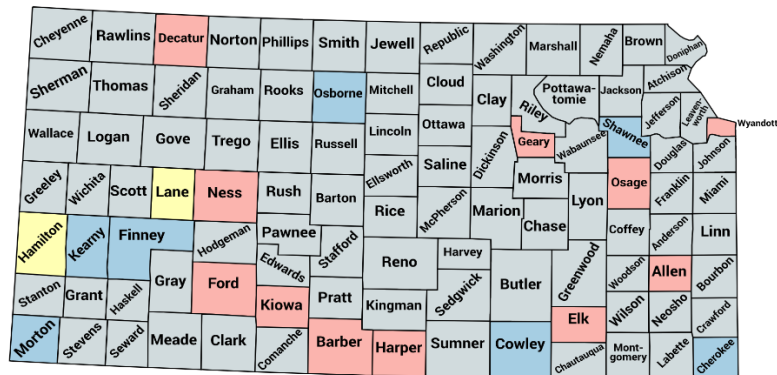 Cheyenne
Rawlins
Decatur
Norton
Phillips
Smith
Jewell
Republic
Washington
Marshall
Nemaha
Brown
Doniphan
Sherman
Thomas
Sheridan
Graham
Rooks
Osborne
Mitchell
Cloud
Clay
Riley
Pottawa-
tomie
Jackson
Atchison
Jefferson
Leaven-
worth
Wyandott
Wallace
Logan
Gove
Trego
Ellis
Russell
Lincoln
Ottawa
Saline
Dickinson
Geary
Wabaunsee
Shawnee
Douglas
Johnson
Greeley
Wichita
Scott
Lane
Ness
Rush
Barton
Ellsworth
Rice
McPherson
Marion
Morris
Chase
Lyon
Osage
Franklin
Miami
Hamilton
Kearny
Finney
Hodgeman
Pawnee
Edwards
Stafford
Reno
Harvey
Sedgwick
Butler
Greenwood
Coffey
Anderson
Linn
Stanton
Grant
Haskell
Gray
Ford
Kiowa
Pratt
Kingman
Woodson
Allen
Bourbon
Morton
Stevens
Seward
Meade
Clark
Comanche
Barber
Harper
Sumner
Cowley
Elk
Chautauqua
Wilson
Neosho
Crawford
Mont-
gomery
Labette
Cherokee